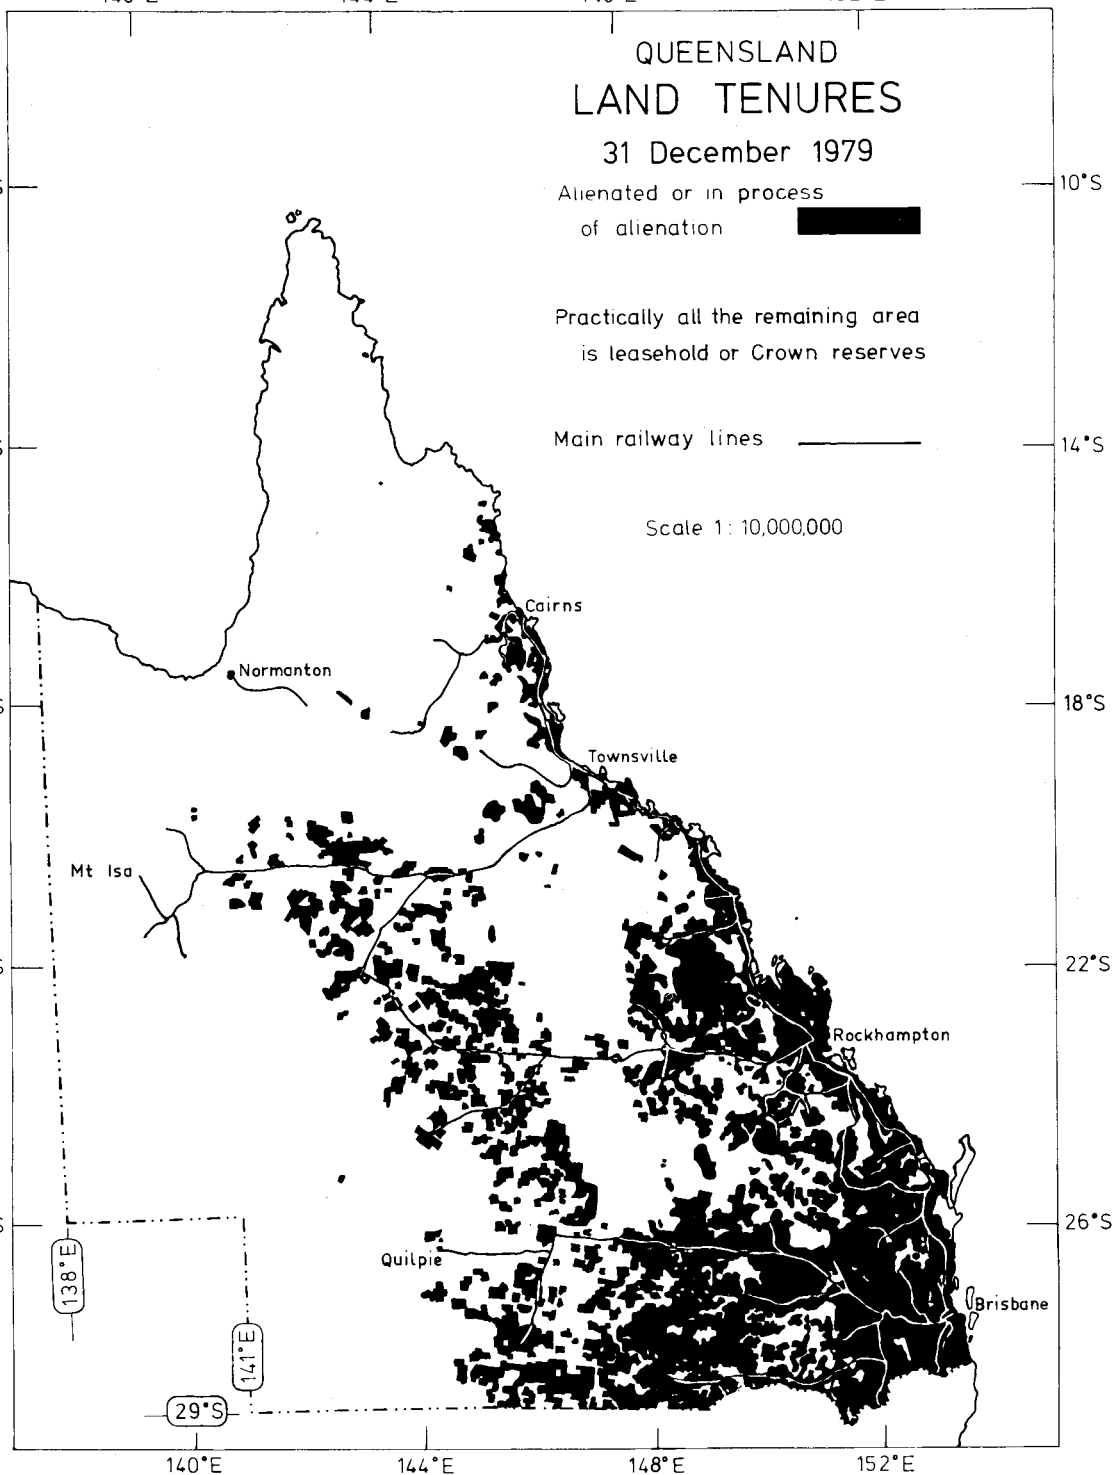 QUEENSLAND
LAND TENURES
31 December 1979
Alienated or in process
of alienation
Practically all the remaining area
is leasehold or Crown reserves
Main railway lines
Scale 1: 10,000,000
10°S
14°S
Cairns
Normanton
18°S
Townsville
Mt Isa
22°S
Rockhampton
26°S
Quilpie
138°E
Brisbane
141°E
29°S
140°E
144°E
148°E
152°E